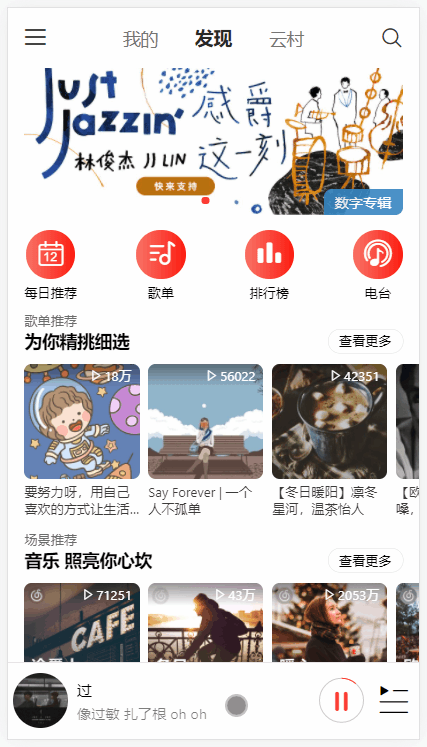 我的 发现 云村
Just
Jazzin'
感爵
这一刻
林俊杰 JJ LIN
快来支持
数字专辑
12
每日推荐 歌单 排行榜 电台
歌单推荐
为你精挑细选 查看更多
18万 56022 42351
要努力呀，用自己 Say Forever | 一个 【冬日暖阳】凛冬 【欧
喜欢的方式让生活... 人不孤单 星河，温茶怡人 嗓，
场景推荐
音乐 照亮你心坎 查看更多
71251 43万 2053万
CAFE
过
像过敏 扎了根 oh oh